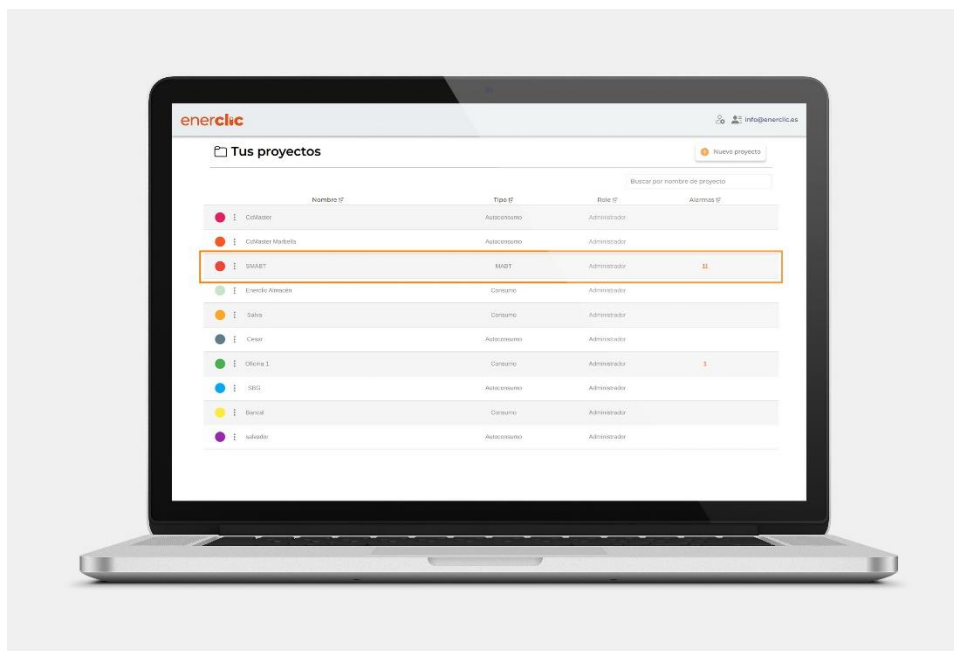 enerclic
info@enerclic.es
Tus proyectos
Nuevo proyecto
Buscar por nombre de proyecto
Nombre Tipo Role Alarmas
CoMaster Autoconsumo Administrador
CoMaster Marbella Autoconsumo Administrador
SMABT MABT Administrador 11
Enerclic Almacén Consumo Administrador
Salva Consumo Administrador
Cesar Autoconsumo Administrador
Oficina 1 Consumo Administrador 1
SBG Autoconsumo Administrador
Bancal Consumo Administrador
salvador Autoconsumo Administrador